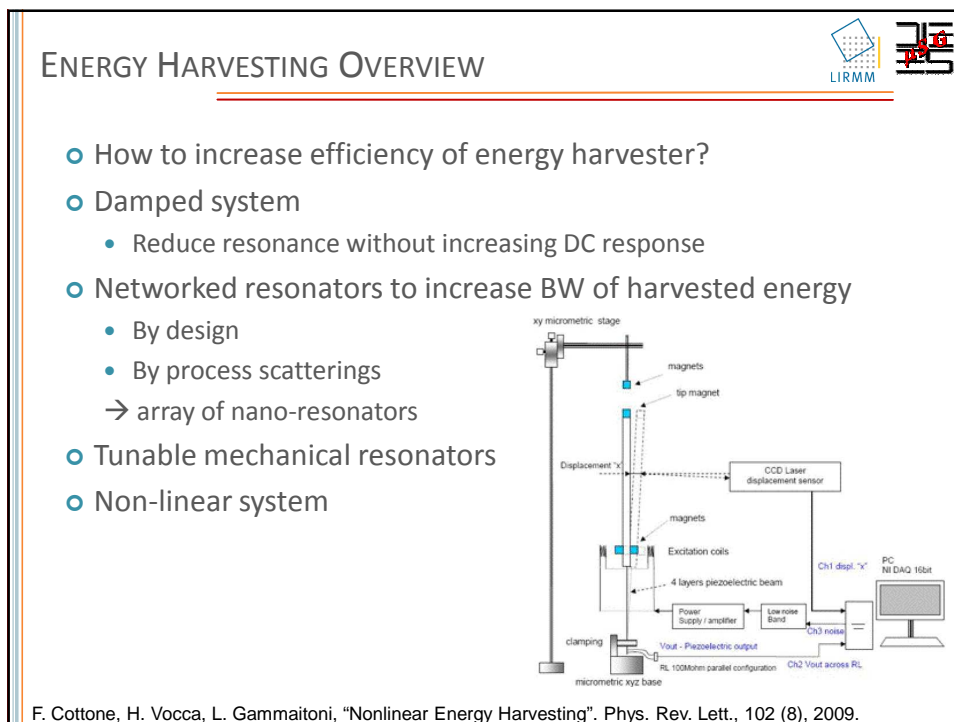 ENERGY HARVESTING OVERVIEW
LIRMM
µSG
How to increase efficiency of energy harvester?
Damped system
• Reduce resonance without increasing DC response
Networked resonators to increase BW of harvested energy
• By design
• By process scatterings
→ array of nano-resonators
Tunable mechanical resonators
Non-linear system
xy micrometric stage
magnets
tip magnet
Displacement "x"
CCD Laser
displacement sensor
magnets
Excitation coils
Ch1 displ. "x"
PC
NI DAQ 16bit
4 layers piezoelectric beam
Power
Supply / amplifier
Low noise
Band
Ch3 noise
clamping
Vout - Piezoelectric output
RL 100Mohm parallel configuration
Ch2 Vout across RL
micrometric xyz base
F. Cottone, H. Vocca, L. Gammaitoni, "Nonlinear Energy Harvesting". Phys. Rev. Lett., 102 (8), 2009.